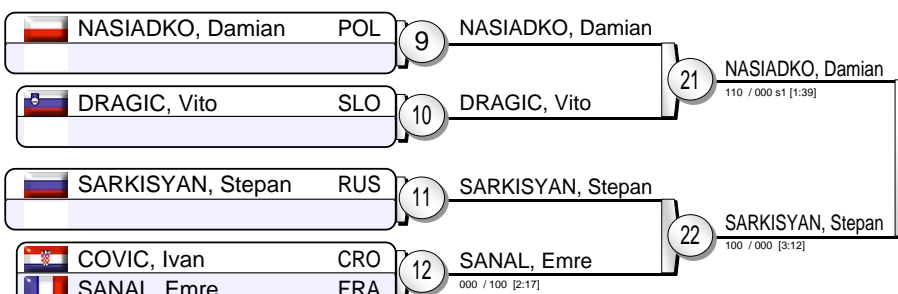 NASIADKO, Damian POL 9 NASIADKO, Damian
21 NASIADKO, Damian
110 / 000 s1 [1:39]
DRAGIC, Vito SLO 10 DRAGIC, Vito
SARKISYAN, Stepan RUS 11 SARKISYAN, Stepan
22 SARKISYAN, Stepan
100 / 000 [3:12]
COVIC, Ivan CRO 12 SANAL, Emre
SANAL, Emre FRA 000 / 100 [2:17]